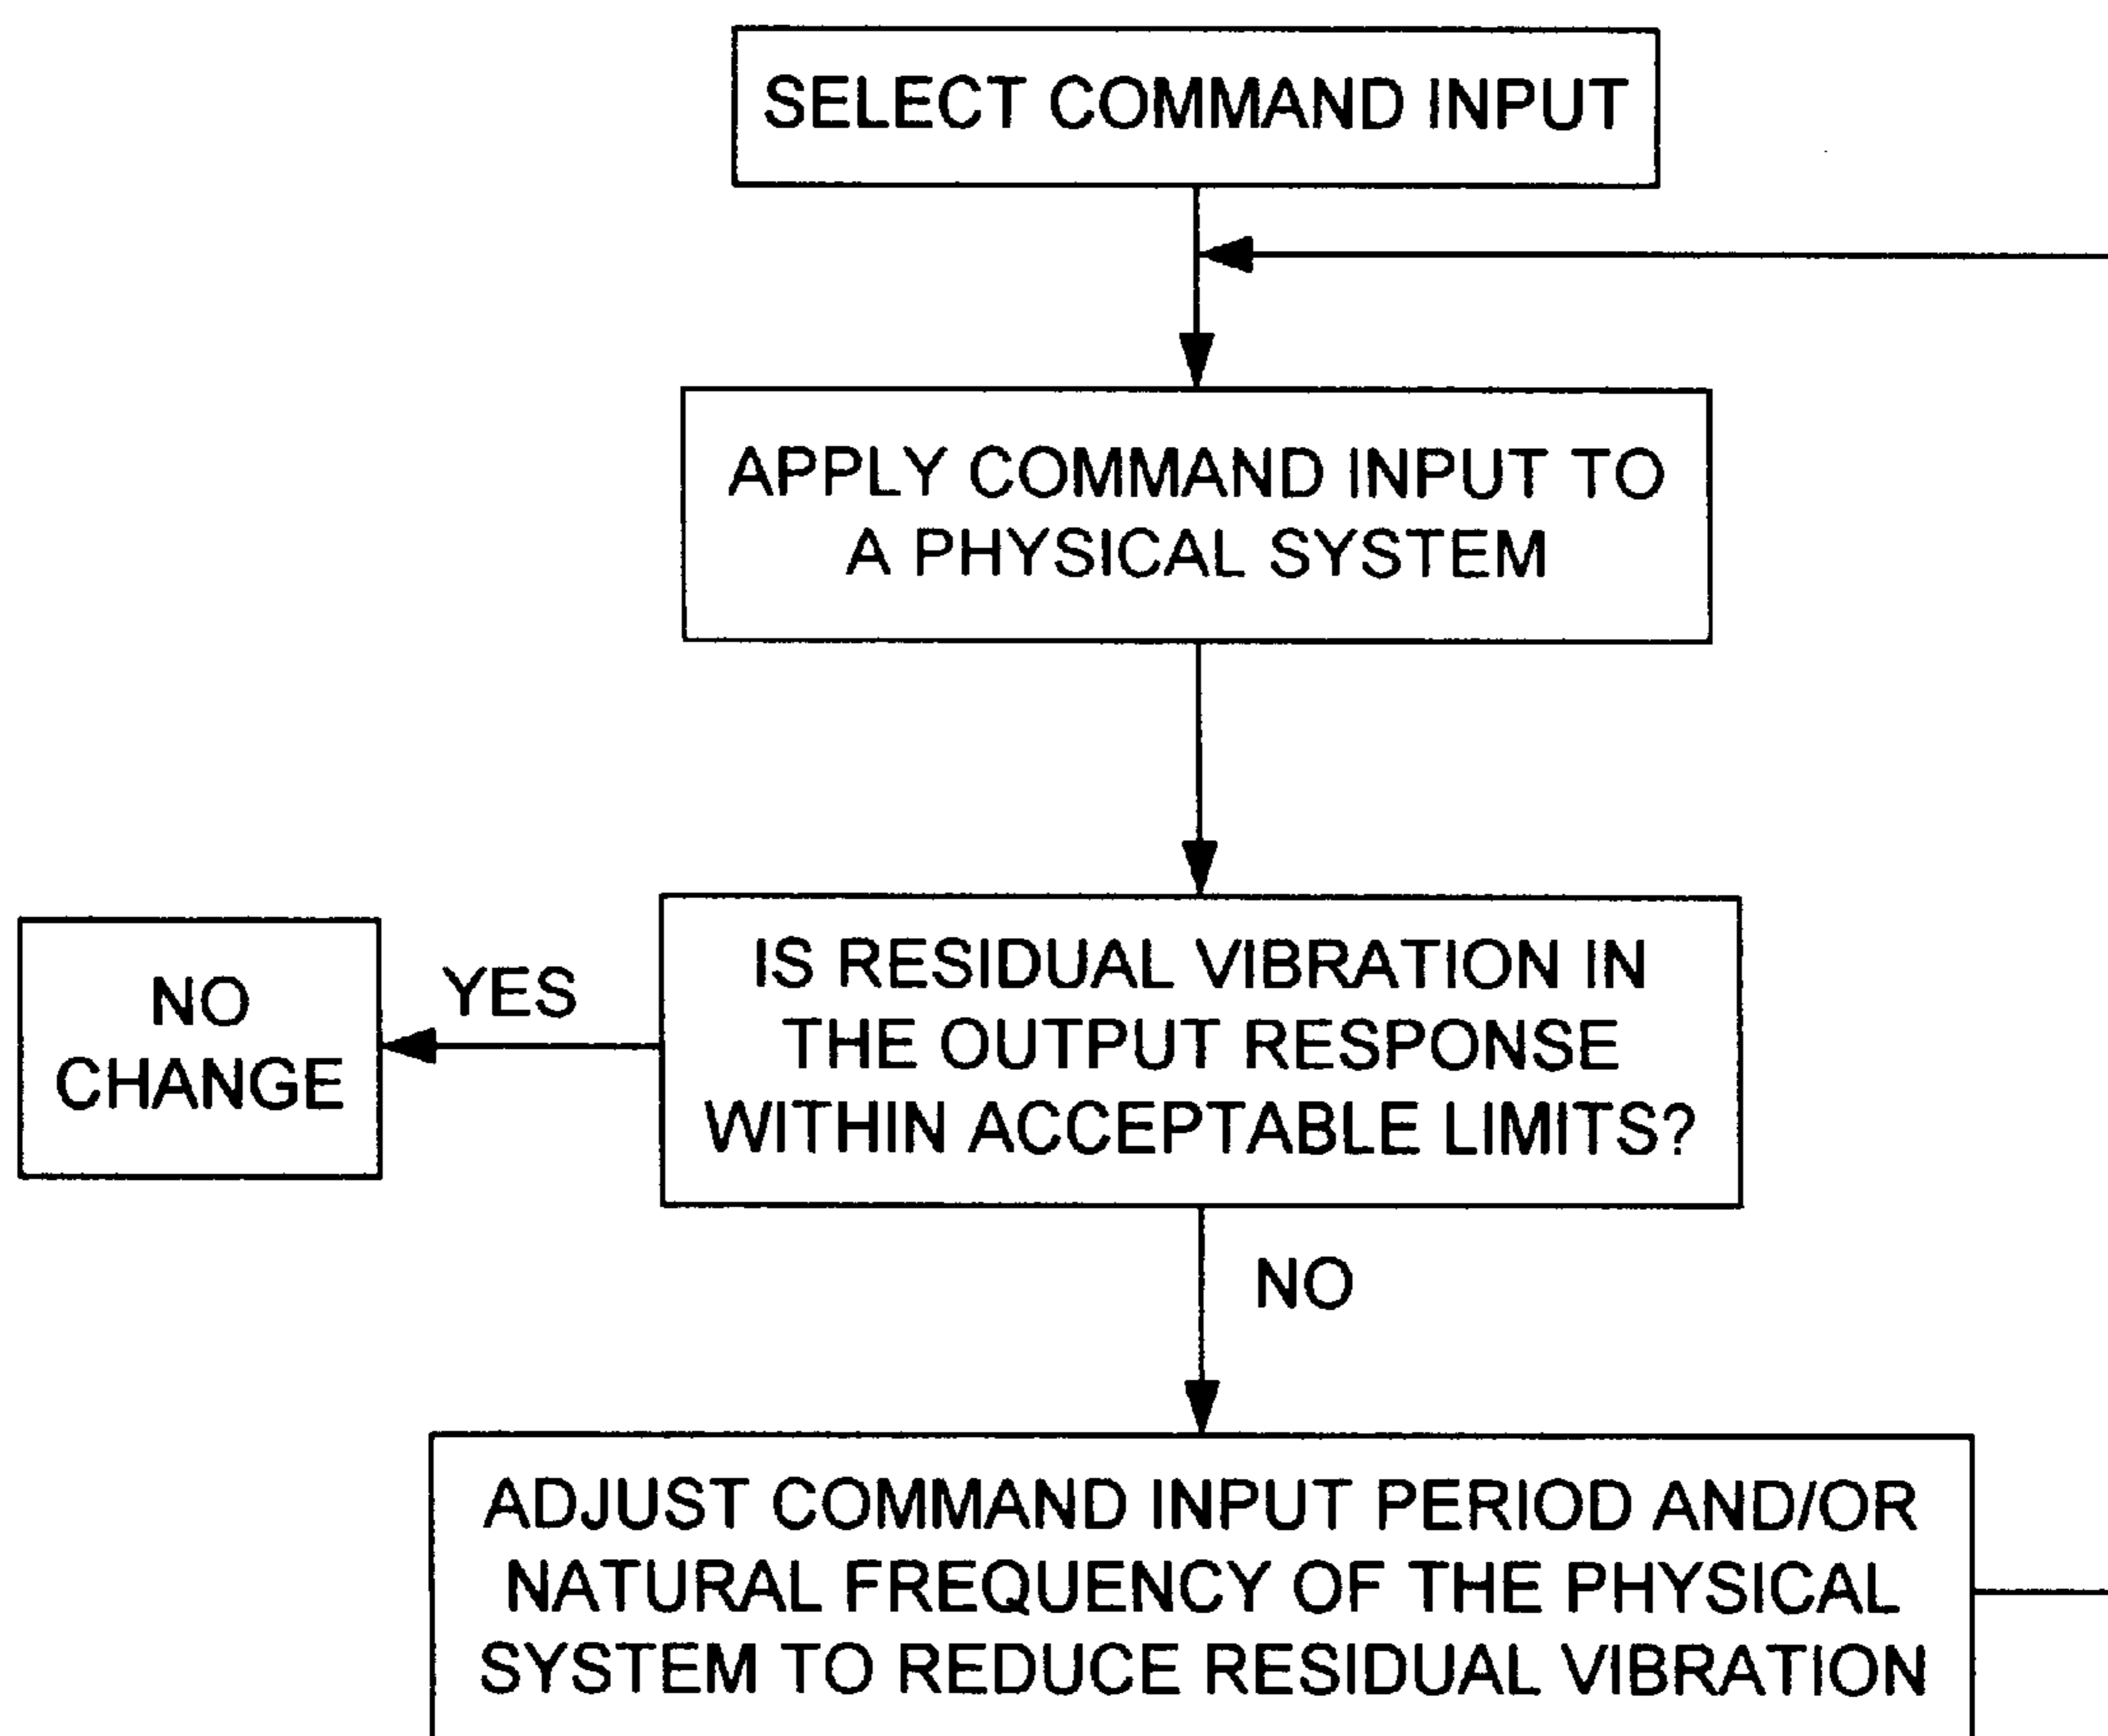 SELECT COMMAND INPUT
APPLY COMMAND INPUT TO
A PHYSICAL SYSTEM
IS RESIDUAL VIBRATION IN
THE OUTPUT RESPONSE
WITHIN ACCEPTABLE LIMITS?
YES
NO
CHANGE
NO
ADJUST COMMAND INPUT PERIOD AND/OR
NATURAL FREQUENCY OF THE PHYSICAL
SYSTEM TO REDUCE RESIDUAL VIBRATION